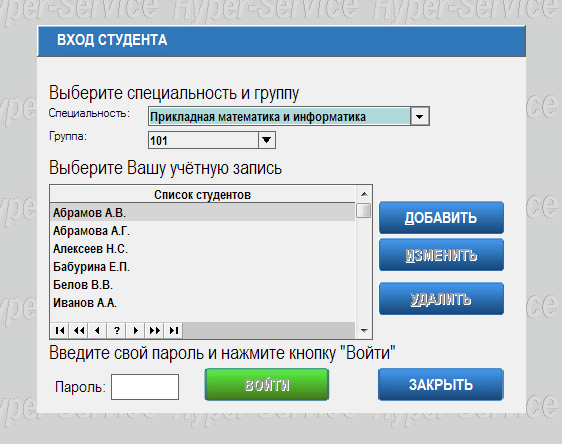 Hyper-Service
ВХОД СТУДЕНТА
Выберите специальность и группу
Специальность: Прикладная математика и информатика
Группа: 101
Выберите Вашу учётную запись
Список студентов
Абрамов А.В.
Абрамова А.Г.
Алексеев Н.С.
Бабурина Е.П.
Белов В.В.
Иванов А.А.
?
ДОБАВИТЬ
ИЗМЕНИТЬ
УДАЛИТЬ
Введите свой пароль и нажмите кнопку "Войти"
Пароль: ВОЙТИ ЗАКРЫТЬ
Hyper-Service